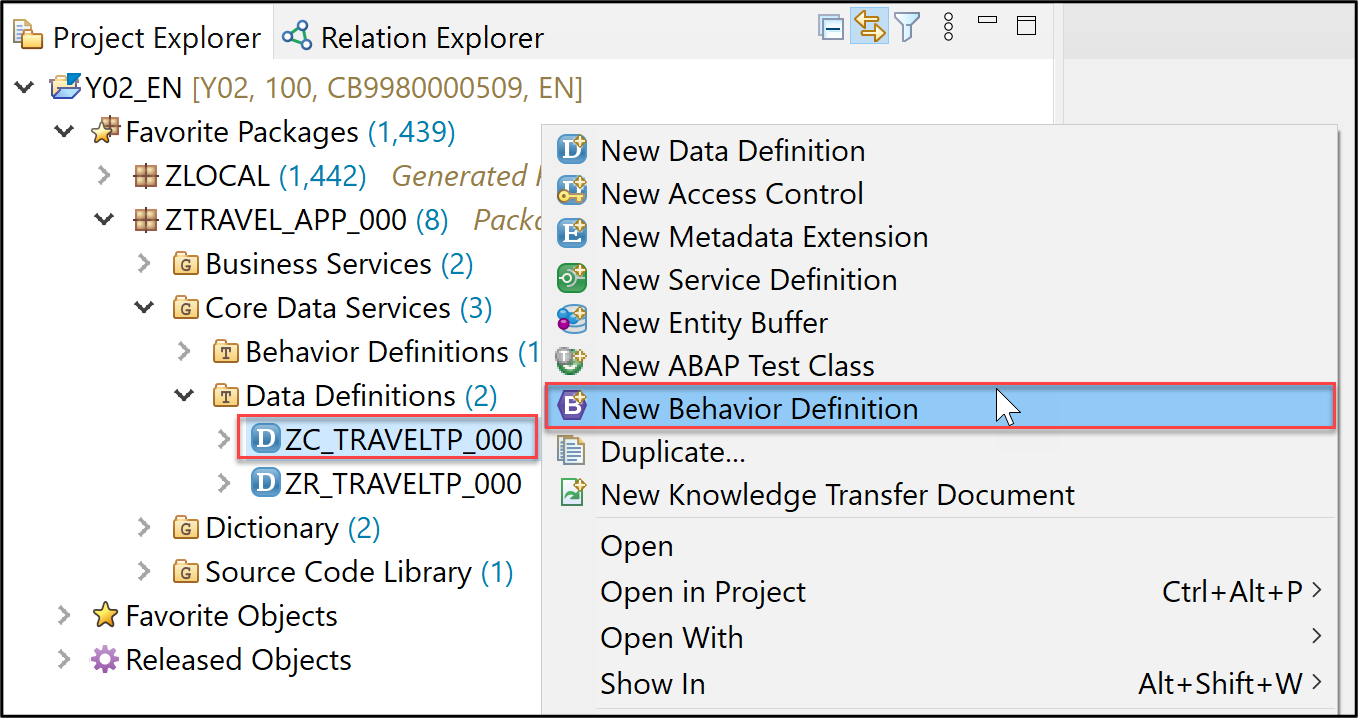 Project Explorer
Relation Explorer
Y02_EN [Y02, 100, CB9980000509, EN]
Favorite Packages (1,439)
ZLOCAL (1,442) Generated
ZTRAVEL_APP_000 (8)
G Business Services (2)
G Core Data Services (3)
T Behavior Definitions (1
T Data Definitions (2)
D ZC_TRAVELTP_000
D ZR_TRAVELTP_000
G Dictionary (2)
G Source Code Library (1)
Favorite Objects
Released Objects
D New Data Definition
New Access Control
E New Metadata Extension
New Service Definition
New Entity Buffer
New ABAP Test Class
B New Behavior Definition
Duplicate...
New Knowledge Transfer Document
Open
Open in Project Ctrl+Alt+P
Open With
Show In Alt+Shift+W